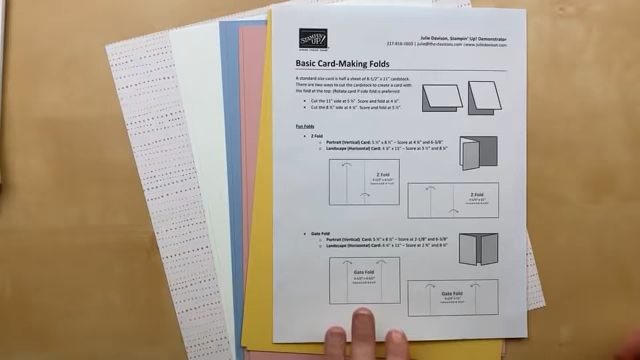 STAMPIN' UP!
Julie Davison, Stampin' Up! Demonstrator
Basic Card-Making Folds
A standard size card is half a sheet of 8-1/2" x 11" cardstock.
There are two ways to cut the cardstock to create a card with
the fold at the top. (Rotate card if side fold is preferred)
• Cut the 11" side at 5 ½". Score and fold at 4 ¼".
• Cut the 8 ½" side at 4 ¼". Score and fold at 5 ½".
Fun Folds
• Z Fold
○ Portrait (Vertical) Card: 5 ½" x 8 ½" – Score at 4 ¼" and 6-3/8"
○ Landscape (Horizontal) Card: 4 ¼" x 11" – Score at 5 ½" and 8 ¼"
Z Fold
Z Fold
• Gate Fold
○ Portrait (Vertical) Card: 5 ½" x 8 ½" – Score at 2-1/8" and 6-3/8"
○ Landscape (Horizontal) Card: 4 ¼" x 11" – Score at 2 ¾" and 8 ¼"
Gate Fold
Gate Fold